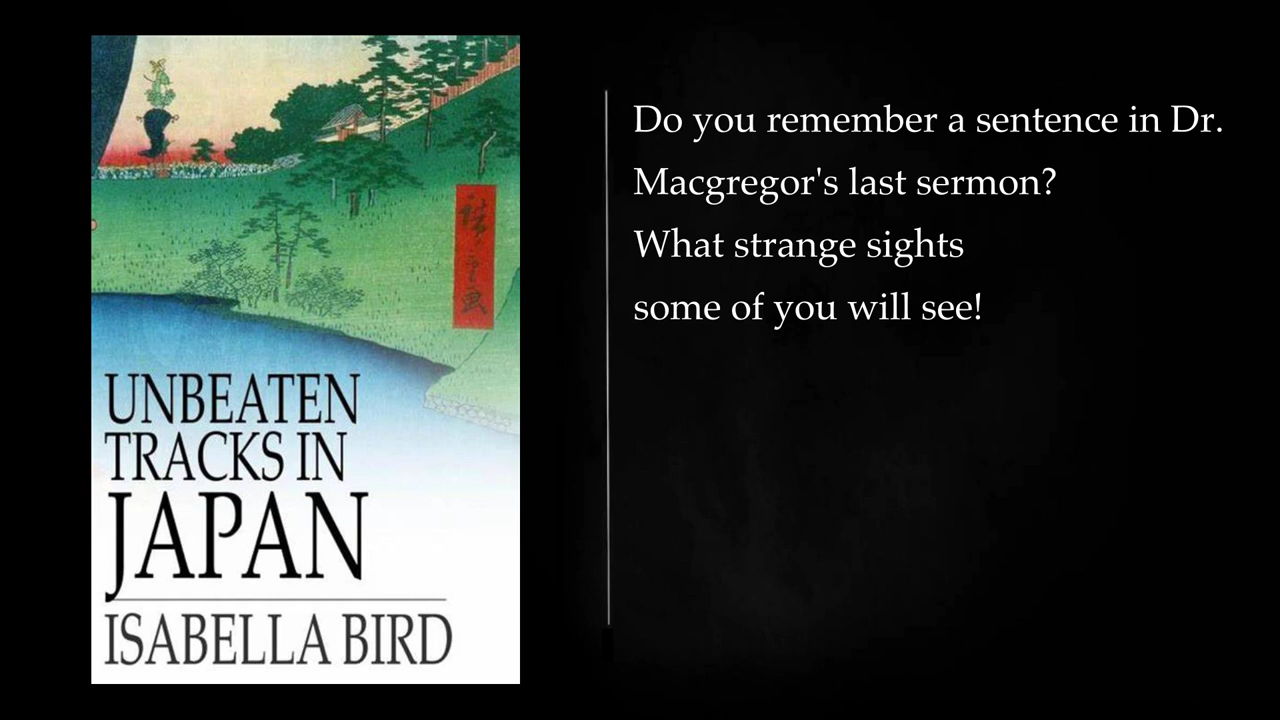 UNBEATEN
TRACKS IN
JAPAN
ISABELLA BIRD
Do you remember a sentence in Dr.
Macgregor's last sermon?
What strange sights
some of you will see!